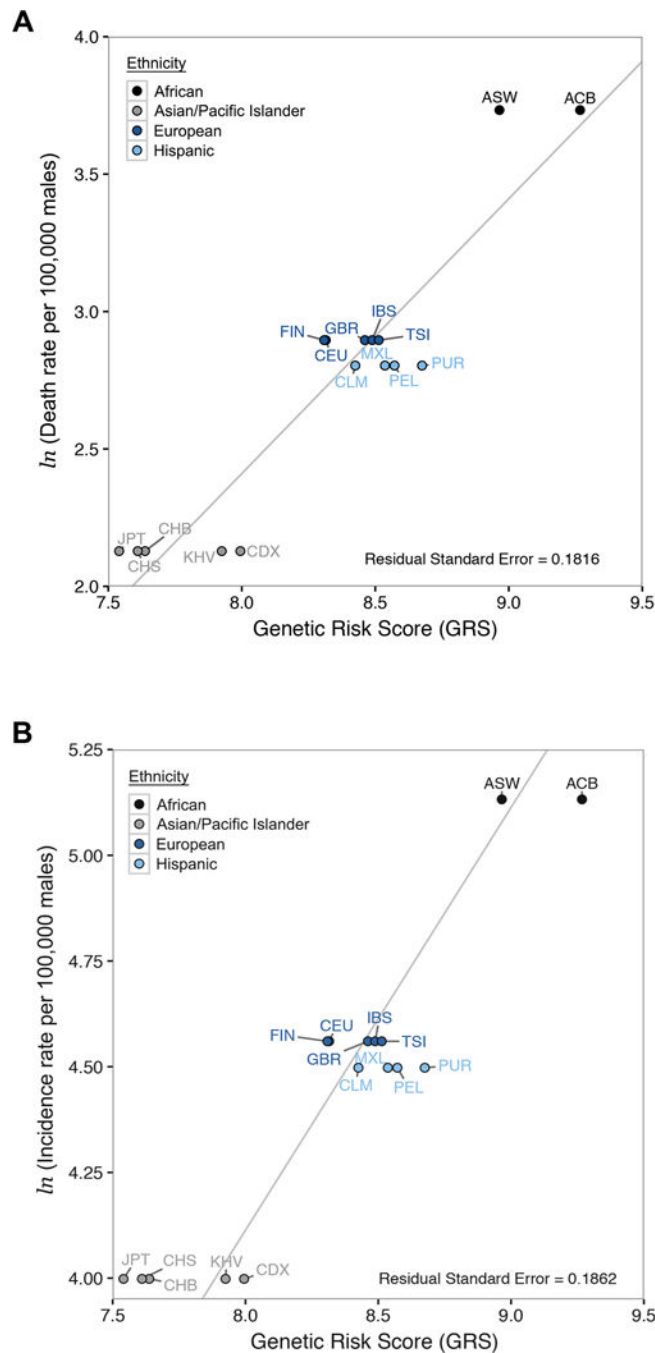 A
4.0
3.5
3.0
2.5
2.0
ln (Death rate per 100,000 males)
Ethnicity
African
Asian/Pacific Islander
European
Hispanic
ASW ACB
IBS
FIN GBR TSI
CEU MXL
CLM PEL PUR
CHB
JPT
CHS KHV CDX
Residual Standard Error = 0.1816
7.5 8.0 8.5 9.0 9.5
Genetic Risk Score (GRS)
B
5.25
5.00
4.75
4.50
4.25
4.00
ln (Incidence rate per 100,000 males)
Ethnicity
African
Asian/Pacific Islander
European
Hispanic
ASW ACB
IBS
FIN CEU TSI
GBR MXL
CLM PEL PUR
JPT CHS KHV CDX
CHB
Residual Standard Error = 0.1862
7.5 8.0 8.5 9.0 9.5
Genetic Risk Score (GRS)